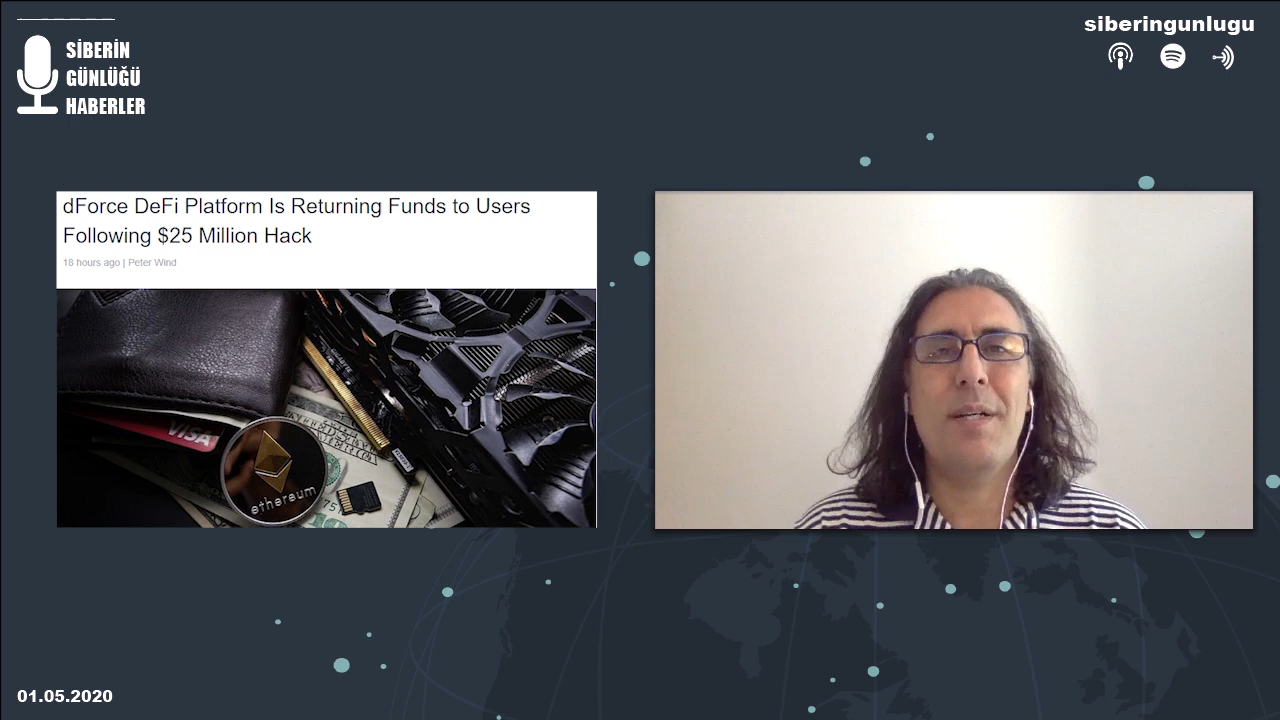 SİBERİN
GÜNLÜĞÜ
HABERLER
siberingunlugu
dForce DeFi Platform Is Returning Funds to Users
Following $25 Million Hack
18 hours ago | Peter Wind
VISA
ethereum
01.05.2020